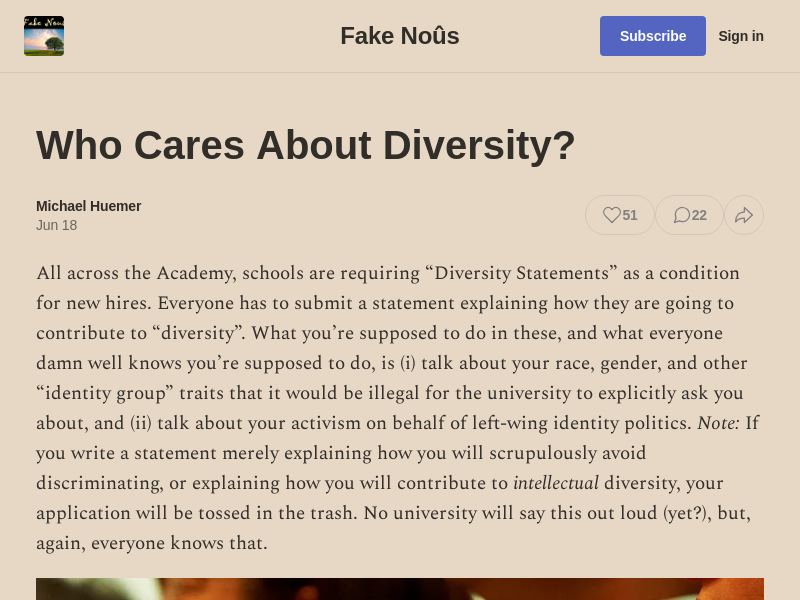 Fake Nous
Fake Noûs
Subscribe
Sign in
Who Cares About Diversity?
Michael Huemer
Jun 18
51
22
All across the Academy, schools are requiring “Diversity Statements” as a condition
for new hires. Everyone has to submit a statement explaining how they are going to
contribute to “diversity”. What you’re supposed to do in these, and what everyone
damn well knows you’re supposed to do, is (i) talk about your race, gender, and other
“identity group” traits that it would be illegal for the university to explicitly ask you
about, and (ii) talk about your activism on behalf of left-wing identity politics. Note: If
you write a statement merely explaining how you will scrupulously avoid
discriminating, or explaining how you will contribute to intellectual diversity, your
application will be tossed in the trash. No university will say this out loud (yet?), but,
again, everyone knows that.